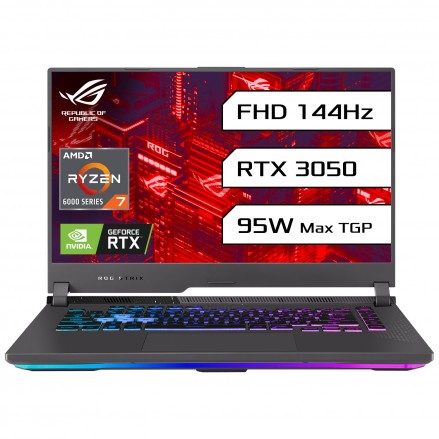 REPUBLIC OF
GAMERS
FHD 144Hz
ROG
AMD
RYZEN
6000 SERIES 7
RTX 3050
NVIDIA.
GEFORCE
RTX
95W Max TGP
ROG STRIX